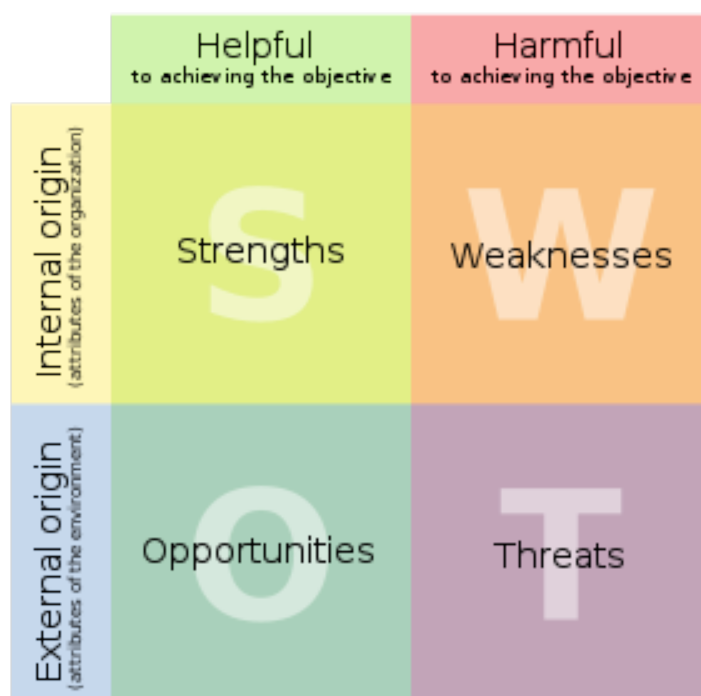 Helpful
to achieving the objective
Harmful
to achieving the objective
Internal origin
(attributes of the organization)
S
Strengths
W
Weaknesses
External origin
(attributes of the environment)
O
Opportunities
T
Threats